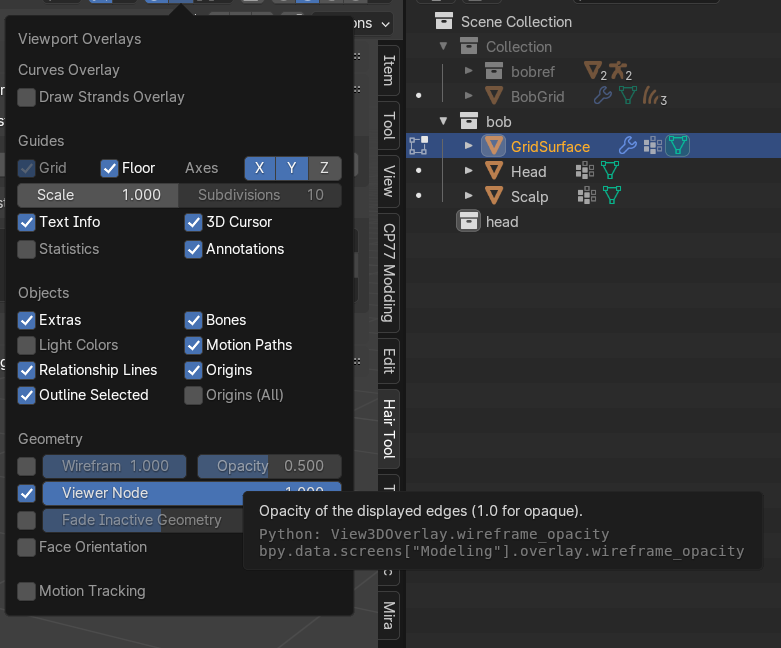 ons
Viewport Overlays
Curves Overlay
Draw Strands Overlay
Guides
Grid Floor Axes X Y Z
Scale 1.000 Subdivisions 10
Text Info 3D Cursor
Statistics Annotations
Objects
Extras Bones
Light Colors Motion Paths
Relationship Lines Origins
Outline Selected Origins (All)
Geometry
Wirefram 1.000 Opacity 0.500
Viewer Node
Fade Inactive Geometry
Face Orientation
Motion Tracking
Item
Tool
View
CP77 Modding
Edit
Hair Tool
Mira
Opacity of the displayed edges (1.0 for opaque).
Python: View3DOverlay.wireframe_opacity
bpy.data.screens["Modeling"].overlay.wireframe_opacity
Scene Collection
Collection
bobref 2 2
BobGrid 3
bob
GridSurface
Head
Scalp
head